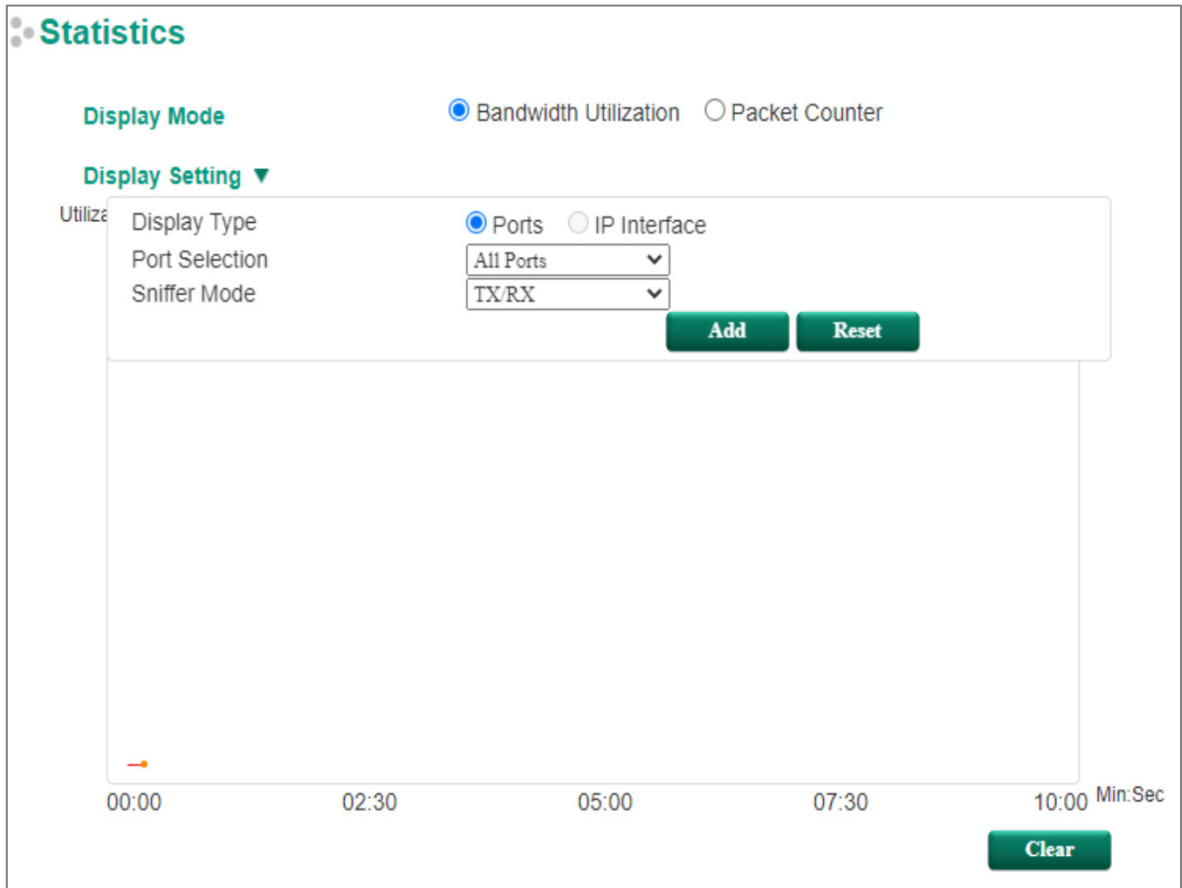 Statistics
Display Mode Bandwidth Utilization Packet Counter
Display Setting ▼
Display Type Ports IP Interface
Port Selection All Ports
Sniffer Mode TX/RX
Add Reset
00:00 02:30 05:00 07:30 10:00 Min:Sec
Clear